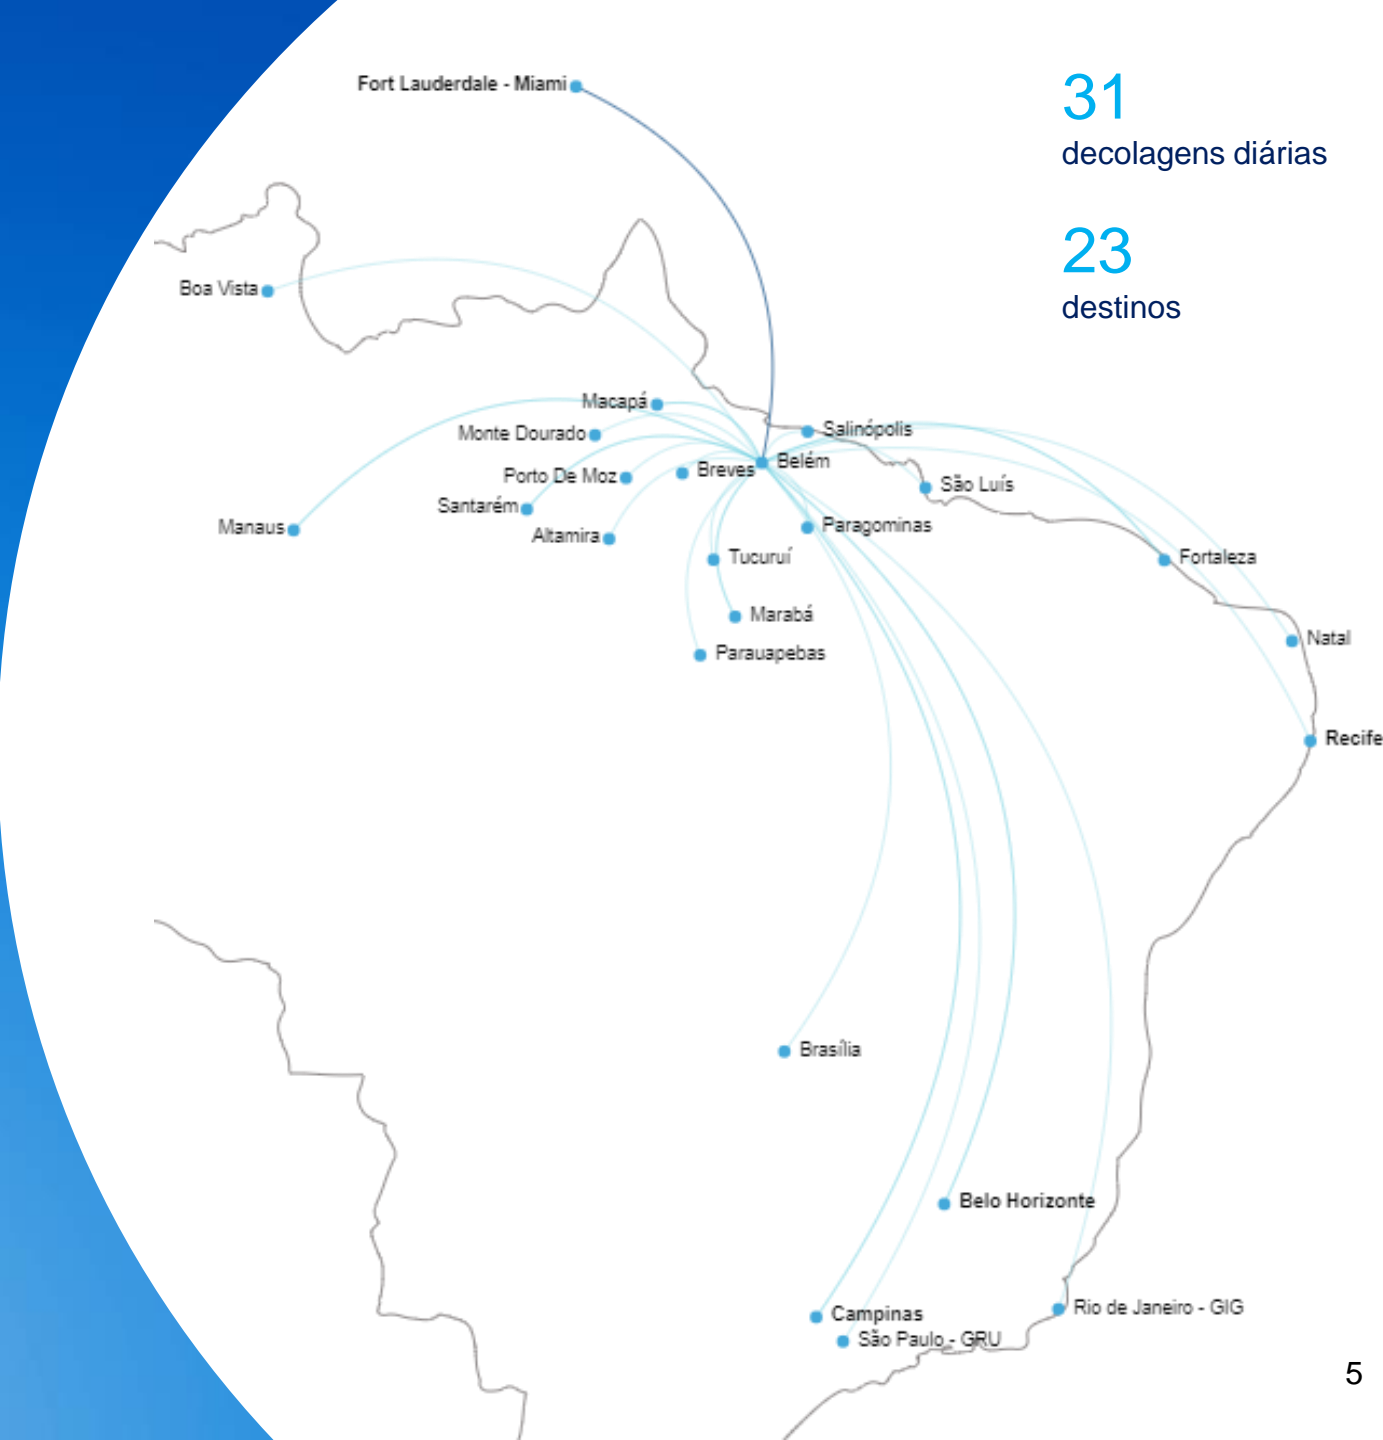 31
decolagens diárias
23
destinos
Fort Lauderdale - Miami
Boa Vista
Macapá
Monte Dourado
Salinópolis
Porto De Moz
Breves
Belém
Santarém
São Luís
Manaus
Altamira
Paragominas
Tucuruí
Fortaleza
Marabá
Natal
Parauapebas
Recife
Brasília
Belo Horizonte
Campinas
Rio de Janeiro - GIG
São Paulo - GRU
5